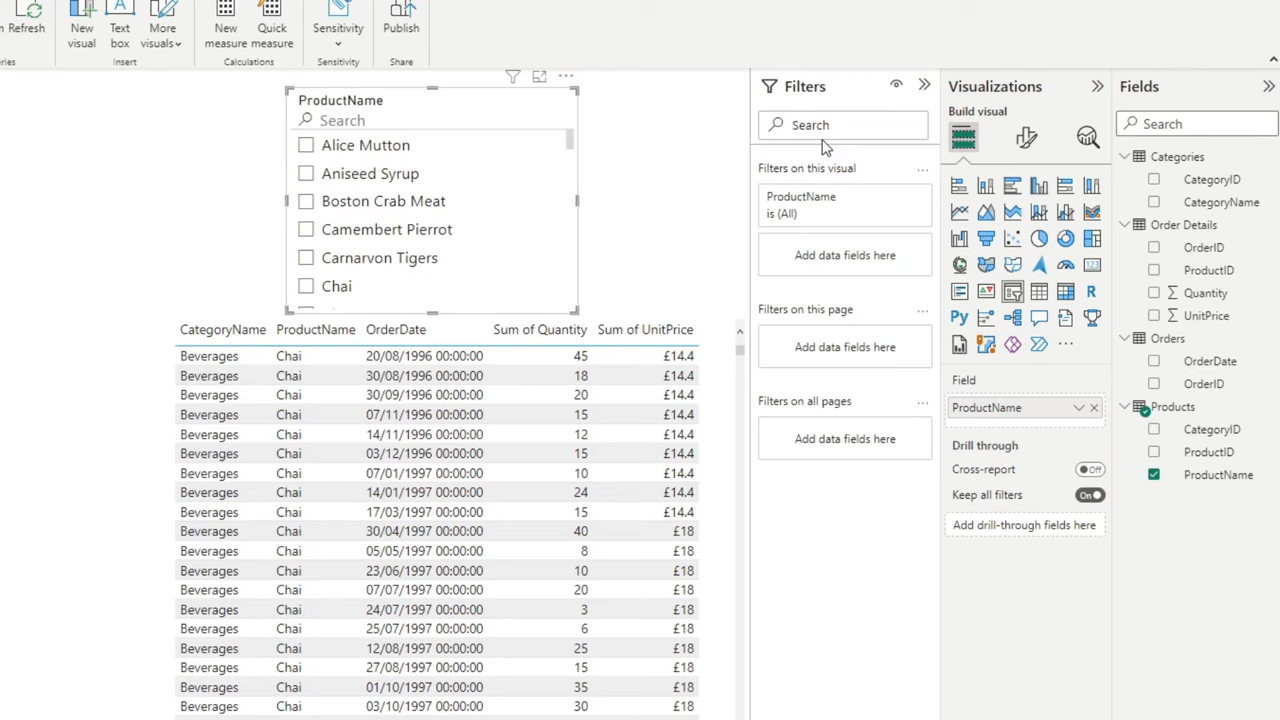 Refresh
New
visual
Text
box
More
visuals
New
measure
Quick
measure
Sensitivity
Publish
Insert
Calculations
Sensitivity
Share
ProductName
Search
Alice Mutton
Aniseed Syrup
Boston Crab Meat
Camembert Pierrot
Carnarvon Tigers
Chai
CategoryName ProductName OrderDate Sum of Quantity Sum of UnitPrice
Beverages Chai 20/08/1996 00:00:00 45 £14.4
Beverages Chai 30/08/1996 00:00:00 18 £14.4
Beverages Chai 30/09/1996 00:00:00 20 £14.4
Beverages Chai 07/11/1996 00:00:00 15 £14.4
Beverages Chai 14/11/1996 00:00:00 12 £14.4
Beverages Chai 03/12/1996 00:00:00 15 £14.4
Beverages Chai 07/01/1997 00:00:00 10 £14.4
Beverages Chai 14/01/1997 00:00:00 24 £14.4
Beverages Chai 17/03/1997 00:00:00 15 £14.4
Beverages Chai 30/04/1997 00:00:00 40 £18
Beverages Chai 05/05/1997 00:00:00 8 £18
Beverages Chai 23/06/1997 00:00:00 10 £18
Beverages Chai 07/07/1997 00:00:00 20 £18
Beverages Chai 24/07/1997 00:00:00 3 £18
Beverages Chai 25/07/1997 00:00:00 6 £18
Beverages Chai 12/08/1997 00:00:00 25 £18
Beverages Chai 27/08/1997 00:00:00 15 £18
Beverages Chai 01/10/1997 00:00:00 35 £18
Beverages Chai 03/10/1997 00:00:00 30 £18
Filters
Search
Filters on this visual
ProductName
is (All)
Add data fields here
Filters on this page
Add data fields here
Filters on all pages
Add data fields here
Visualizations
Build visual
R
Py
Field
ProductName
Drill through
Cross-report Off
Keep all filters On
Add drill-through fields here
Fields
Search
Categories
CategoryID
CategoryName
Order Details
OrderID
ProductID
Quantity
UnitPrice
Orders
OrderDate
OrderID
Products
CategoryID
ProductID
ProductName